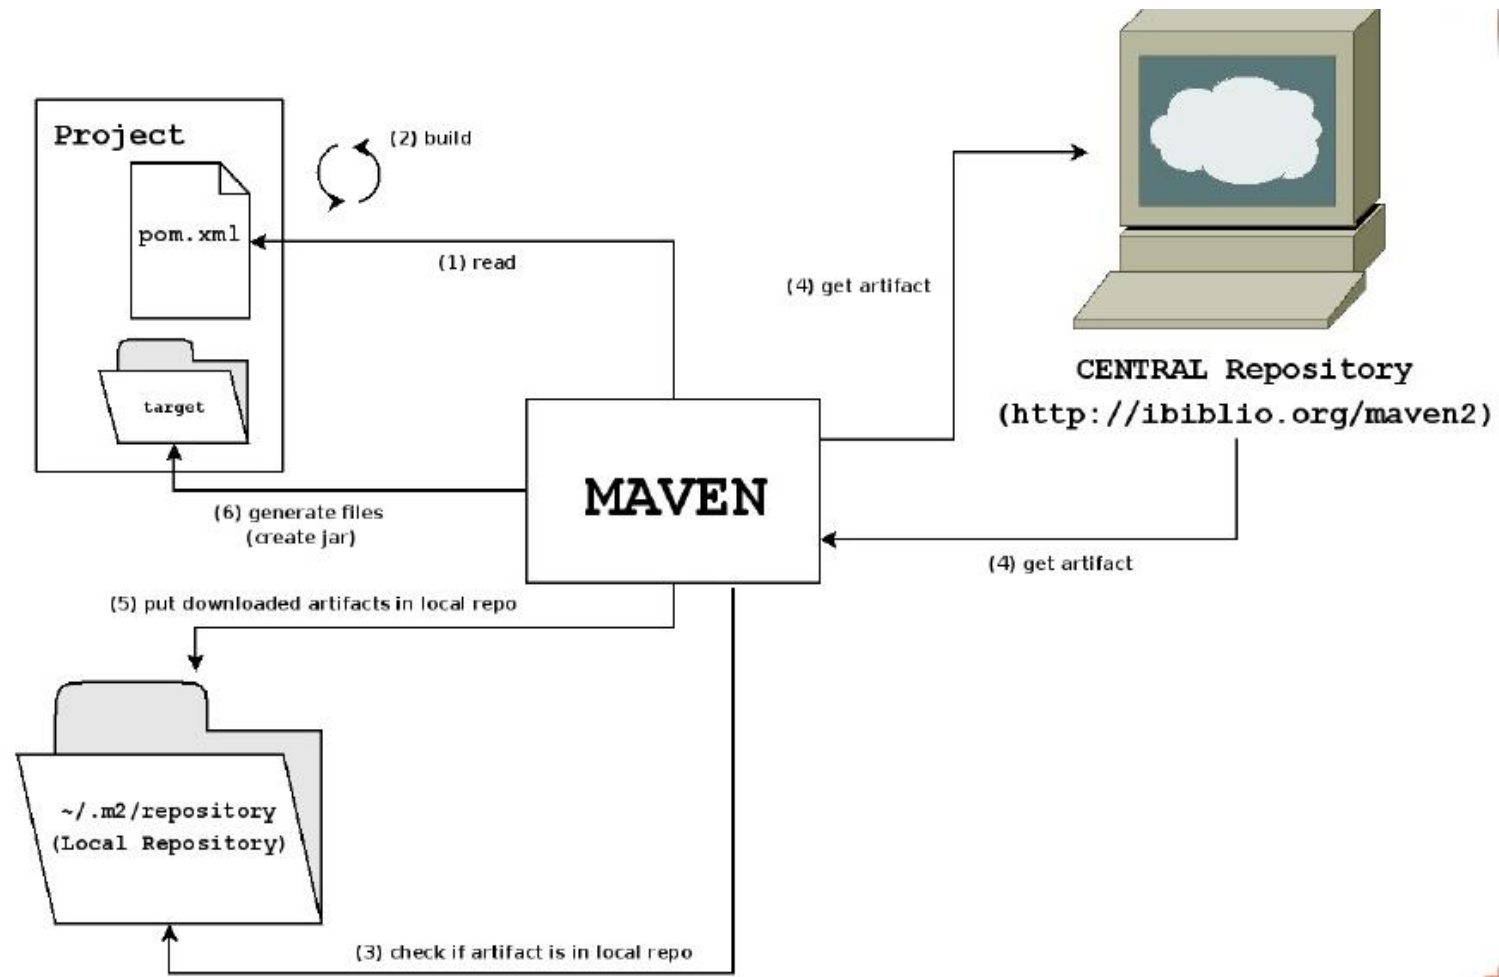 Project
(2) build
pom.xml
(1) read
(4) get artifact
target
CENTRAL Repository
(http://ibiblio.org/maven2)
MAVEN
(6) generate files
(create jar)
(4) get artifact
(5) put downloaded artifacts in local repo
~/.m2/repository
(Local Repository)
(3) check if artifact is in local repo